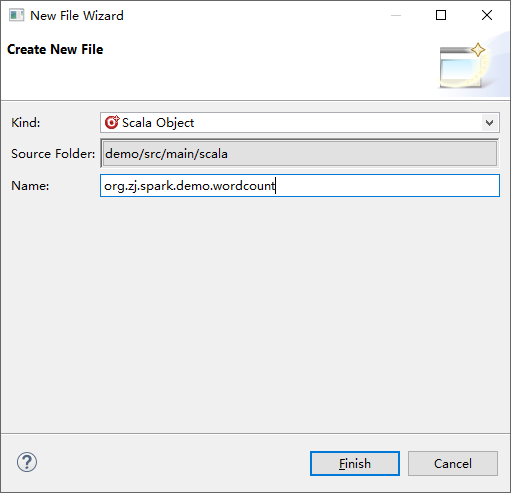 New File Wizard
Create New File
Kind: Scala Object
Source Folder: demo/src/main/scala
Name: org.zj.spark.demo.wordcount
? Finish Cancel